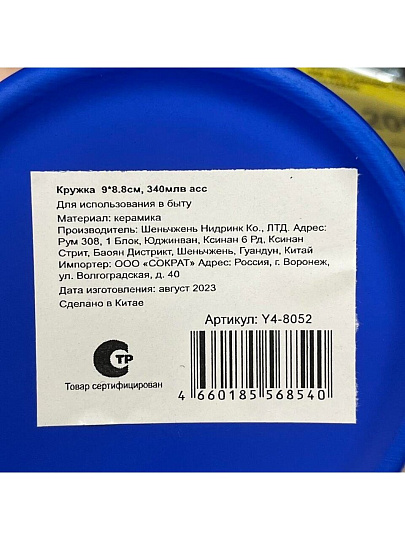 Кружка 9*8.8см, 340млв асс
Для использования в быту
Материал: керамика
Производитель: Шеньчжень Нидринк Ко., ЛТД. Адрес:
Рум 308, 1 Блок, Юджинван, Ксинан 6 Рд, Ксинан
Стрит, Баоян Дистрикт, Шеньчжень, Гуандун, Китай
Импортер: ООО «СОКРАТ» Адрес: Россия, г. Воронеж,
ул. Волгоградская, д. 40
Дата изготовления: август 2023
Сделано в Китае
Артикул: Y4-8052
СТР
Товар сертифицирован
4 660185 568540